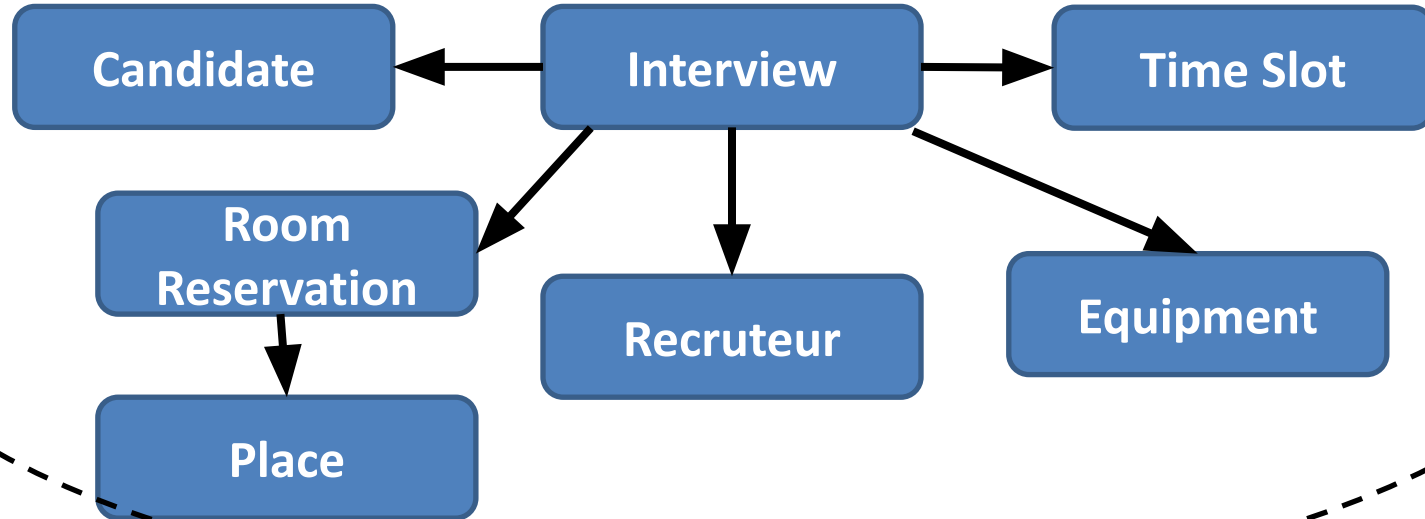 Candidate
Interview
Time Slot
Room
Reservation
Recruteur
Equipment
Place